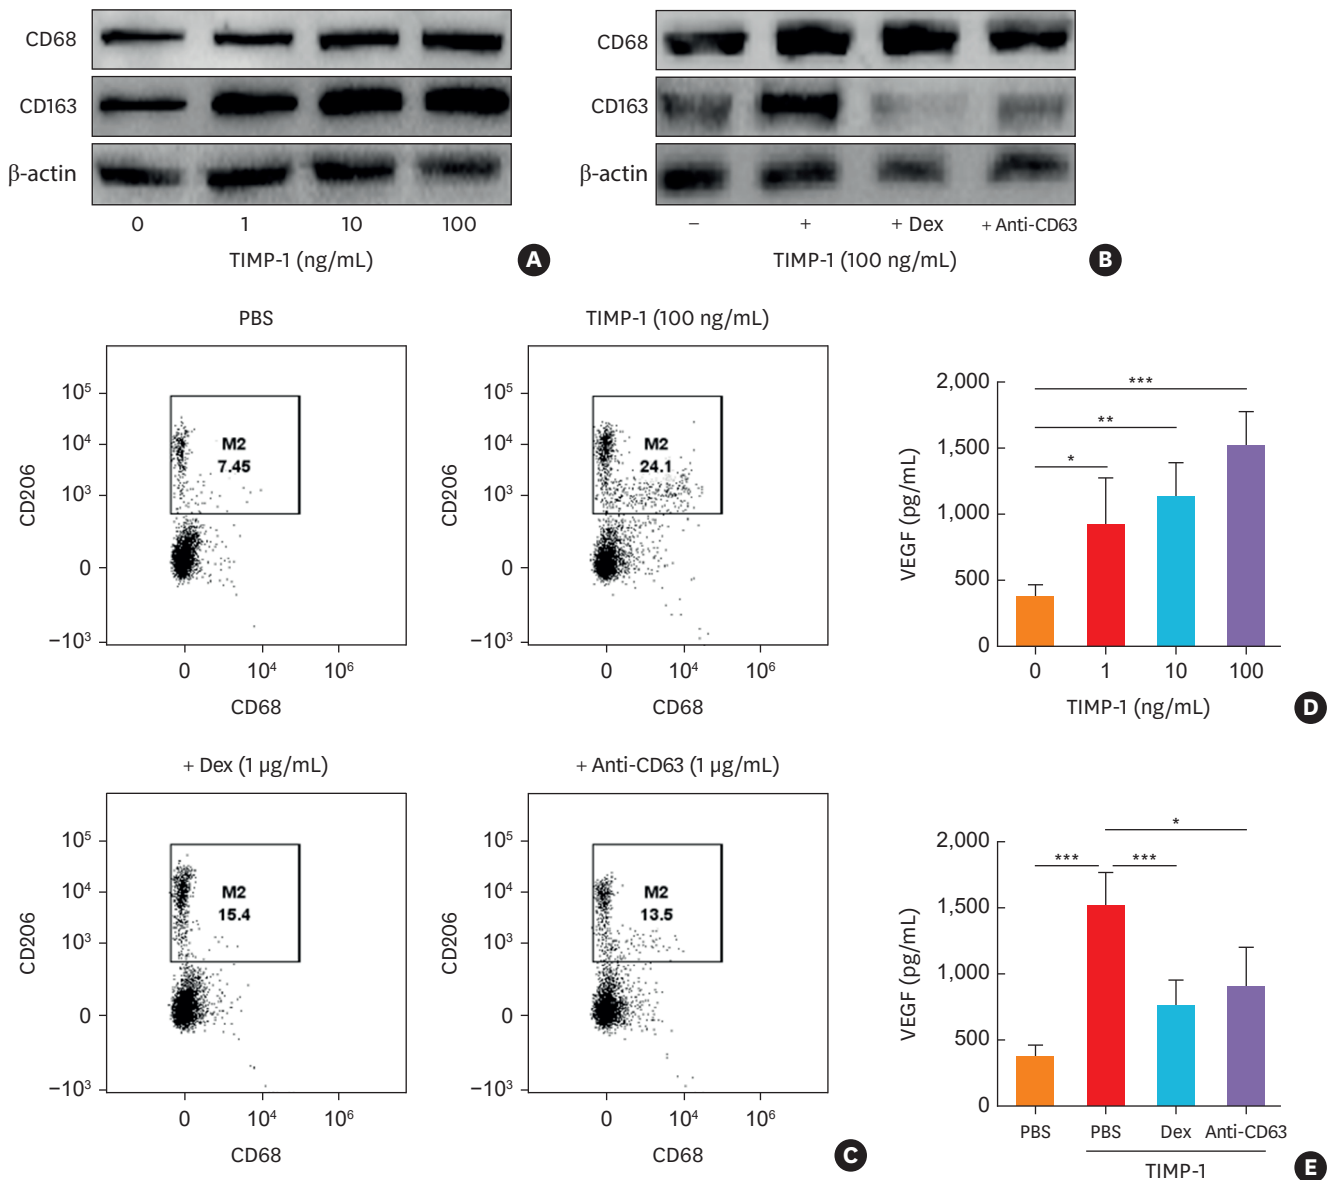 CD68
CD163
β-actin
0 1 10 100
TIMP-1 (ng/mL)
A
CD68
CD163
β-actin
− + + Dex + Anti-CD63
TIMP-1 (100 ng/mL)
B
PBS
10⁵
10⁴
10³
0
−10³
CD206
M2
7.45
0 10⁴ 10⁶
CD68
TIMP-1 (100 ng/mL)
10⁵
10⁴
10³
0
−10³
CD206
M2
24.1
0 10⁴ 10⁶
CD68
+ Dex (1 µg/mL)
10⁵
10⁴
10³
0
−10³
CD206
M2
15.4
0 10⁴ 10⁶
CD68
+ Anti-CD63 (1 µg/mL)
10⁵
10⁴
10³
0
−10³
CD206
M2
13.5
0 10⁴ 10⁶
CD68
C
2,000
1,500
1,000
500
0
VEGF (pg/mL)
***
**
*
0 1 10 100
TIMP-1 (ng/mL)
D
2,000
1,500
1,000
500
0
VEGF (pg/mL)
*
*** ***
PBS PBS Dex Anti-CD63
TIMP-1
E